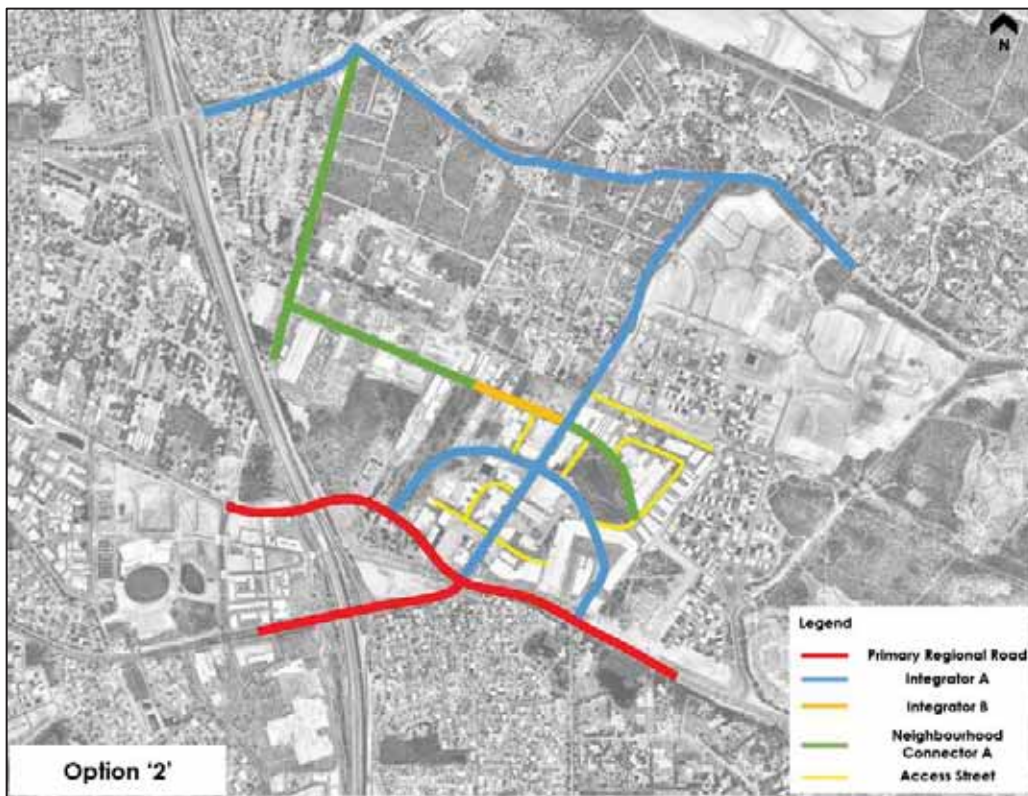 N
Legend
Primary Regional Road
Integrator A
Integrator B
Neighbourhood
Connector A
Access Street
Option '2'